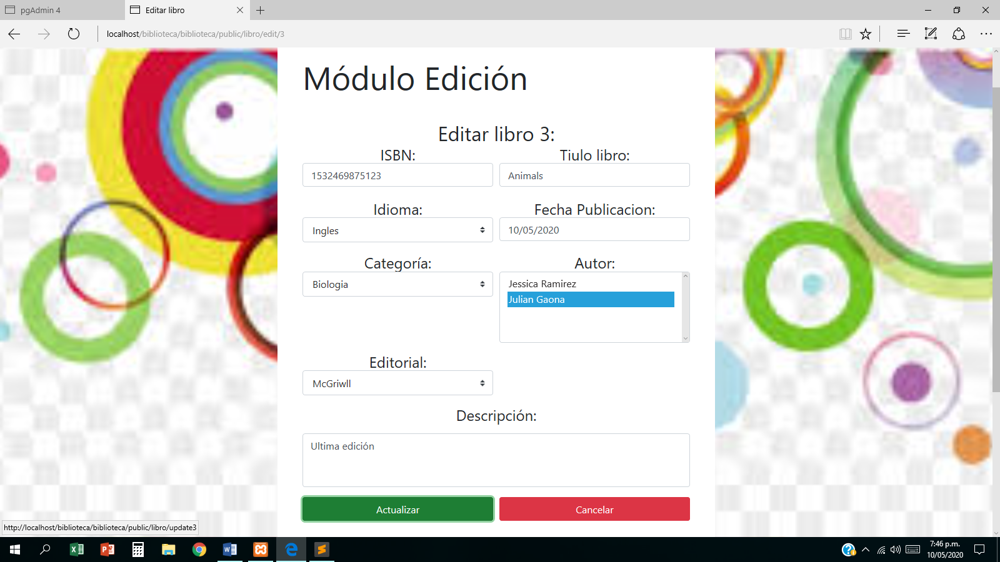 pgAdmin 4
Editar libro
localhost/biblioteca/biblioteca/public/libro/edit/3
Módulo Edición
Editar libro 3:
ISBN:
Tiulo libro:
1532469875123
Animals
Idioma:
Fecha Publicacion:
Ingles
10/05/2020
Categoría:
Autor:
Biologia
Jessica Ramirez
Julian Gaona
Editorial:
McGriwll
Descripción:
Ultima edición
Actualizar
Cancelar
http://localhost/biblioteca/biblioteca/public/libro/update3
7:46 p.m.
10/05/2020